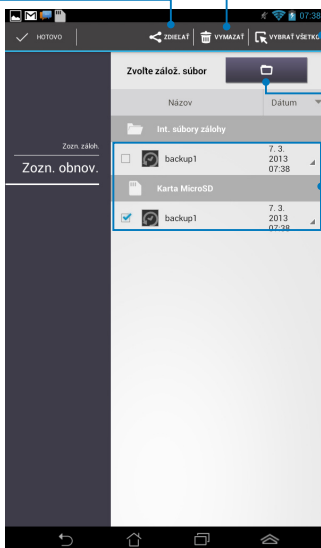 07:38
HOTOVO
ZDIEĽAŤ
VYMAZAŤ
VYBRAŤ VŠETKO
Zvoľte zálož. súbor
Názov
Dátum
Int. súbory zálohy
Zozn. záloh.
Zozn. obnov.
backup1
7. 3.
2013
07:38
Karta MicroSD
backup1
7. 3.
2013
07:38